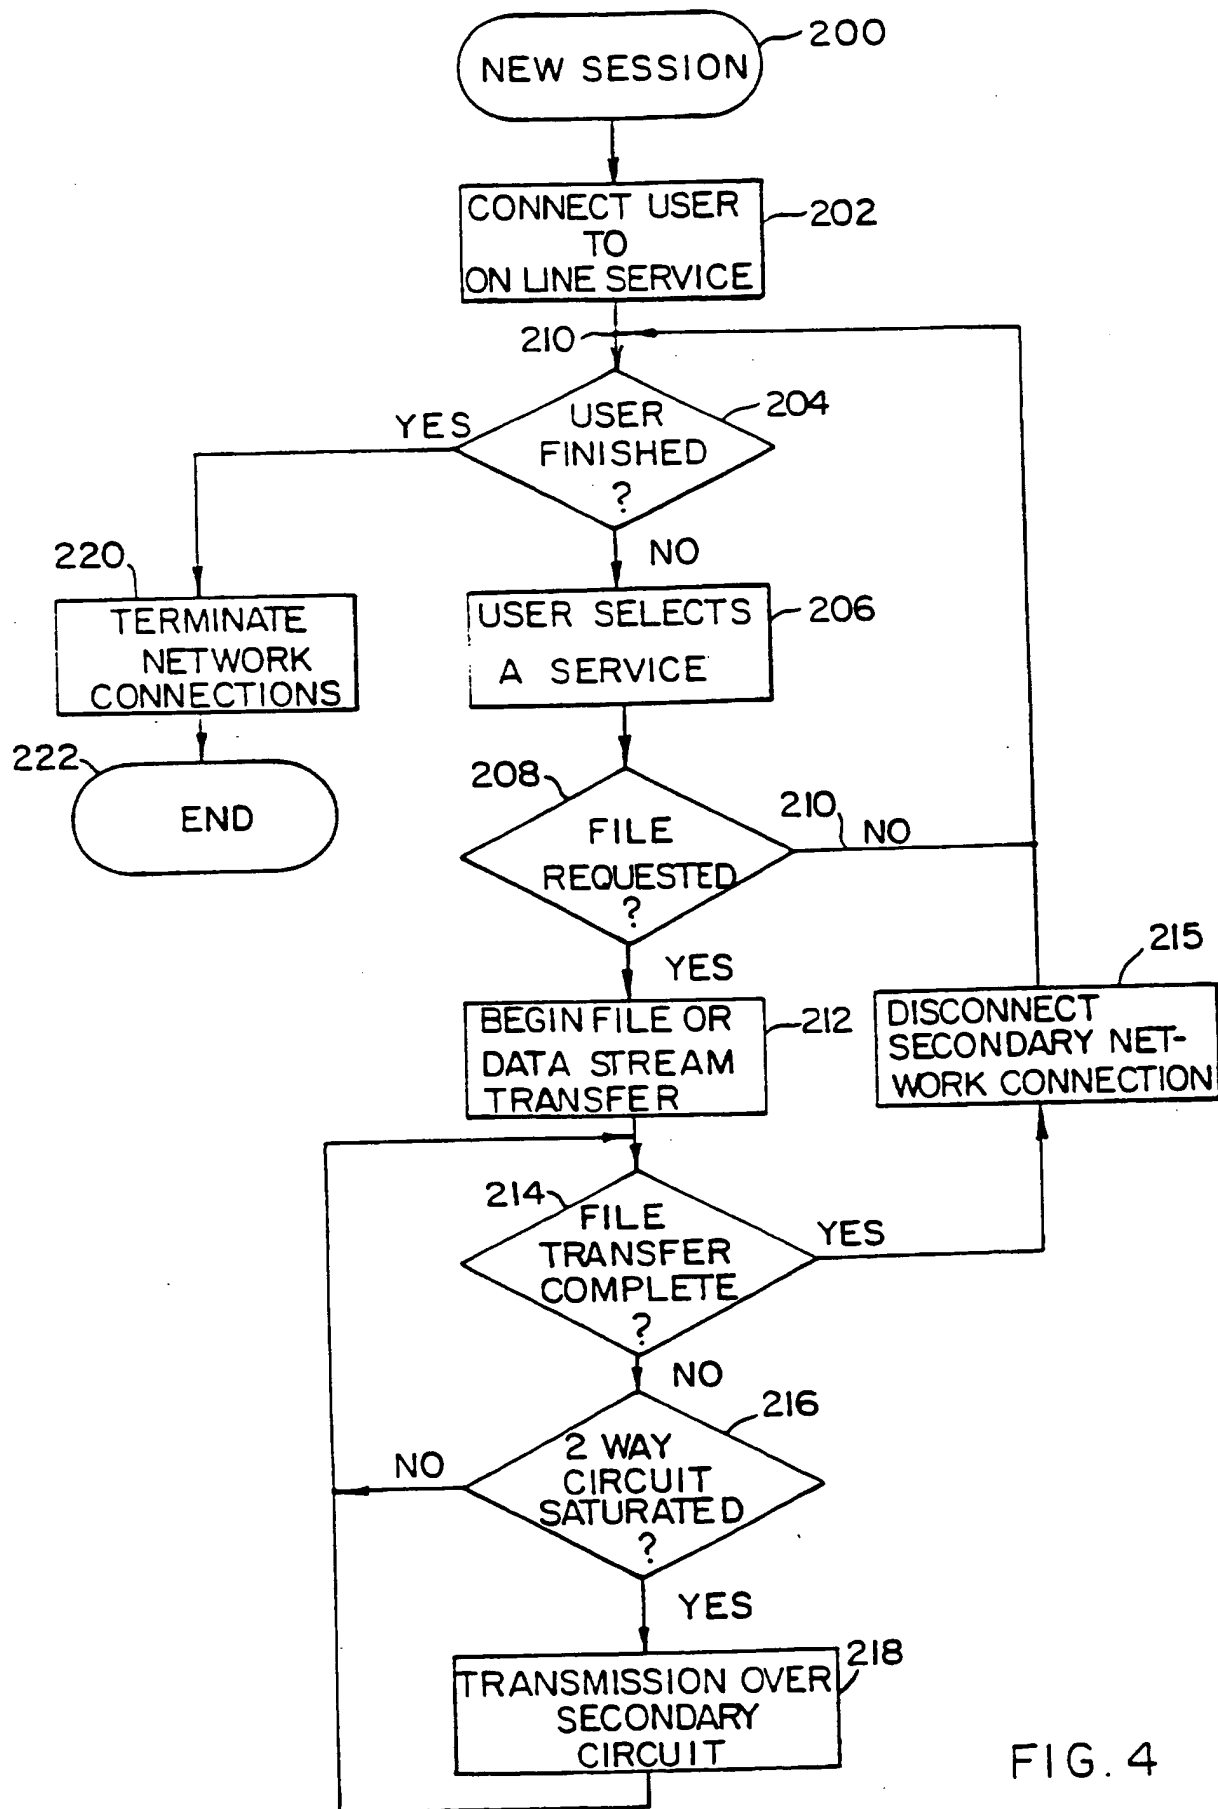 NEW SESSION
200
CONNECT USER
TO
ON LINE SERVICE
202
210
USER
FINISHED
?
204
YES
NO
220
TERMINATE
NETWORK
CONNECTIONS
USER SELECTS
A SERVICE
206
222
END
208
FILE
REQUESTED
?
210
NO
YES
BEGIN FILE OR
DATA STREAM
TRANSFER
212
215
DISCONNECT
SECONDARY NET-
WORK CONNECTION
214
FILE
TRANSFER
COMPLETE
?
YES
NO
216
2 WAY
CIRCUIT
SATURATED
?
NO
YES
218
TRANSMISSION OVER
SECONDARY
CIRCUIT
FIG. 4